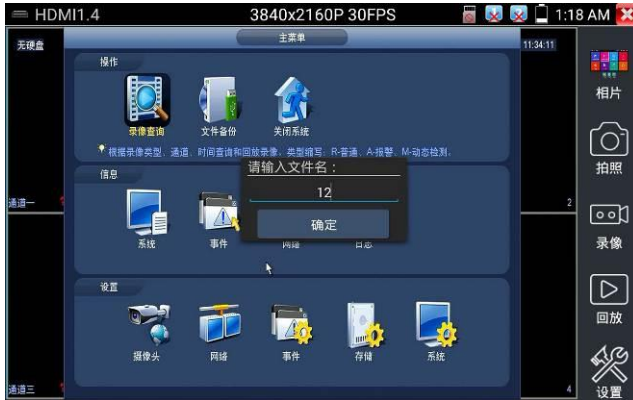 HDMI1.4
3840x2160P 30FPS
1:18 AM
无硬盘
主菜单
11:34:11
操作
录像查询
文件备份
关闭系统
根据录像类型、通道、时间查询和回放录像。类型缩写：R-普通、A-报警、M-动态检测。
请输入文件名：
12
确定
信息
系统
事件
网络
日志
通道一
2
设置
摄像头
网络
事件
存储
系统
通道三
4
相片
拍照
录像
回放
设置